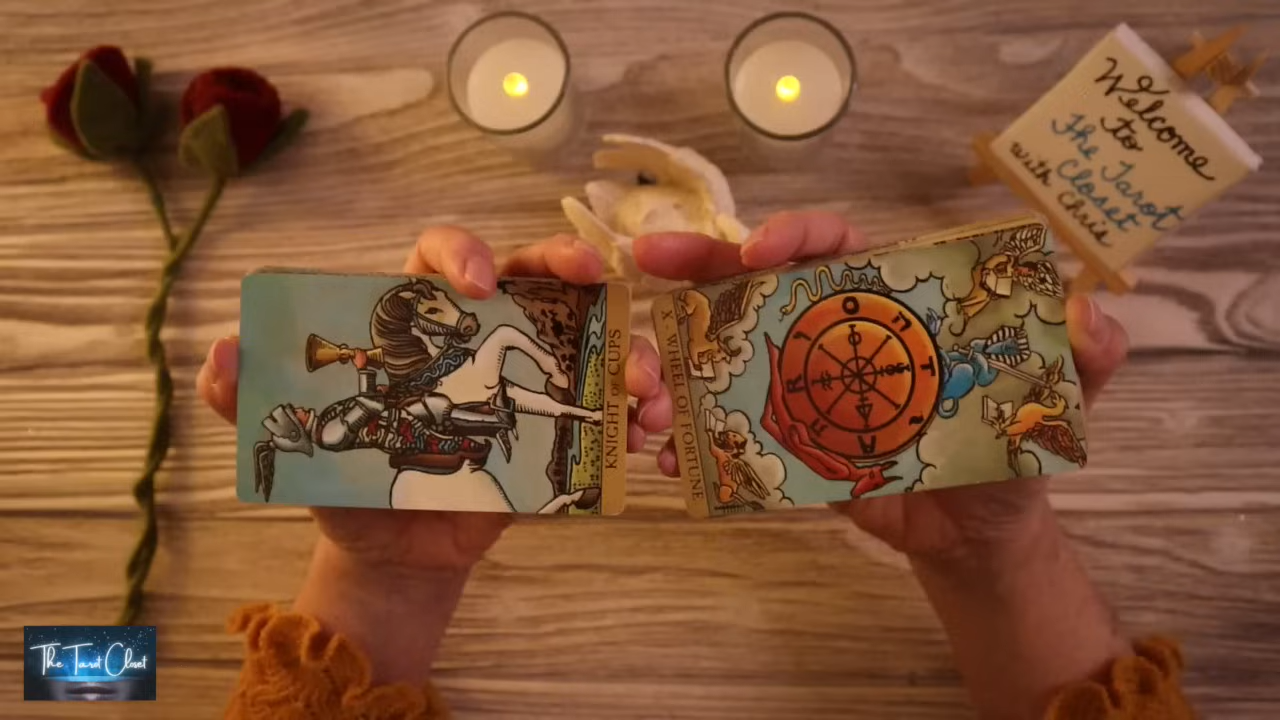 Welcome
to
The Tarot
Closet
with Chris
KNIGHT OF CUPS
X • WHEEL OF FORTUNE
T
A
R
O
The Tarot Closet